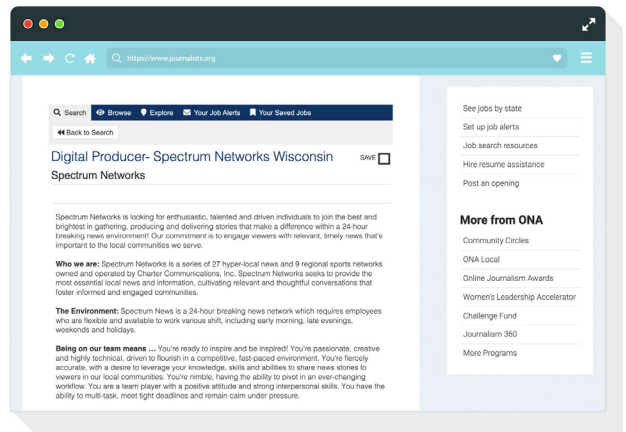 https://www.journalists.org
Search Browse Explore Your Job Alerts Your Saved Jobs
Back to Search
Digital Producer- Spectrum Networks Wisconsin
SAVE
Spectrum Networks
Spectrum Networks is looking for enthusiastic, talented and driven individuals to join the best and
brightest in gathering, producing and delivering stories that make a difference within a 24-hour
breaking news environment! Our commitment is to engage viewers with relevant, timely news that's
important to the local communities we serve.
Who we are: Spectrum Networks is a series of 27 hyper-local news and 9 regional sports networks
owned and operated by Charter Communications, Inc. Spectrum Networks seeks to provide the
most essential local news and information, cultivating relevant and thoughtful conversations that
foster informed and engaged communities.
The Environment: Spectrum News is a 24-hour breaking news network which requires employees
who are flexible and available to work various shift, including early morning, late evenings,
weekends and holidays.
Being on our team means ... You're ready to inspire and be inspired! You're passionate, creative
and highly technical, driven to flourish in a competitive, fast-paced environment. You're fiercely
accurate, with a desire to leverage your knowledge, skills and abilities to share news stories to
viewers in our local communities. You're nimble, having the ability to pivot in an ever-changing
workflow. You are a team player with a positive attitude and strong interpersonal skills. You have the
ability to multi-task, meet tight deadlines and remain calm under pressure.
See jobs by state
Set up job alerts
Job search resources
Hire resume assistance
Post an opening
More from ONA
Community Circles
ONA Local
Online Journalism Awards
Women's Leadership Accelerator
Challenge Fund
Journalism 360
More Programs